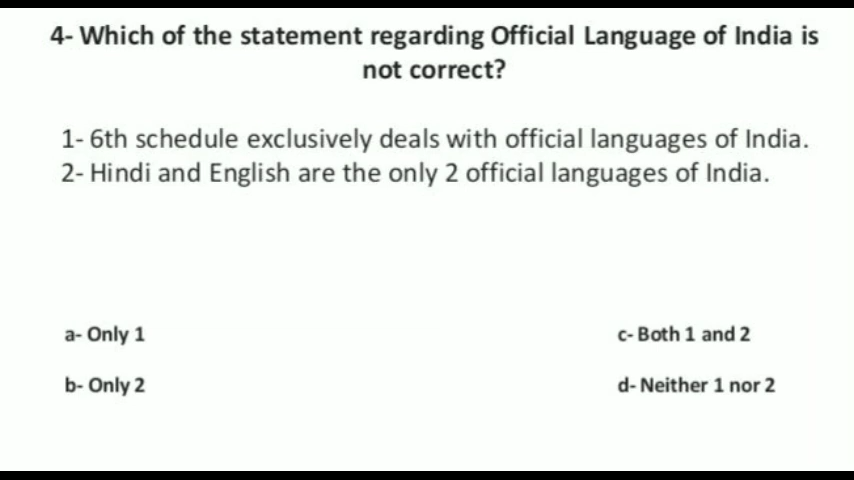 4- Which of the statement regarding Official Language of India is
not correct?
1- 6th schedule exclusively deals with official languages of India.
2- Hindi and English are the only 2 official languages of India.
a- Only 1
c- Both 1 and 2
b- Only 2
d- Neither 1 nor 2